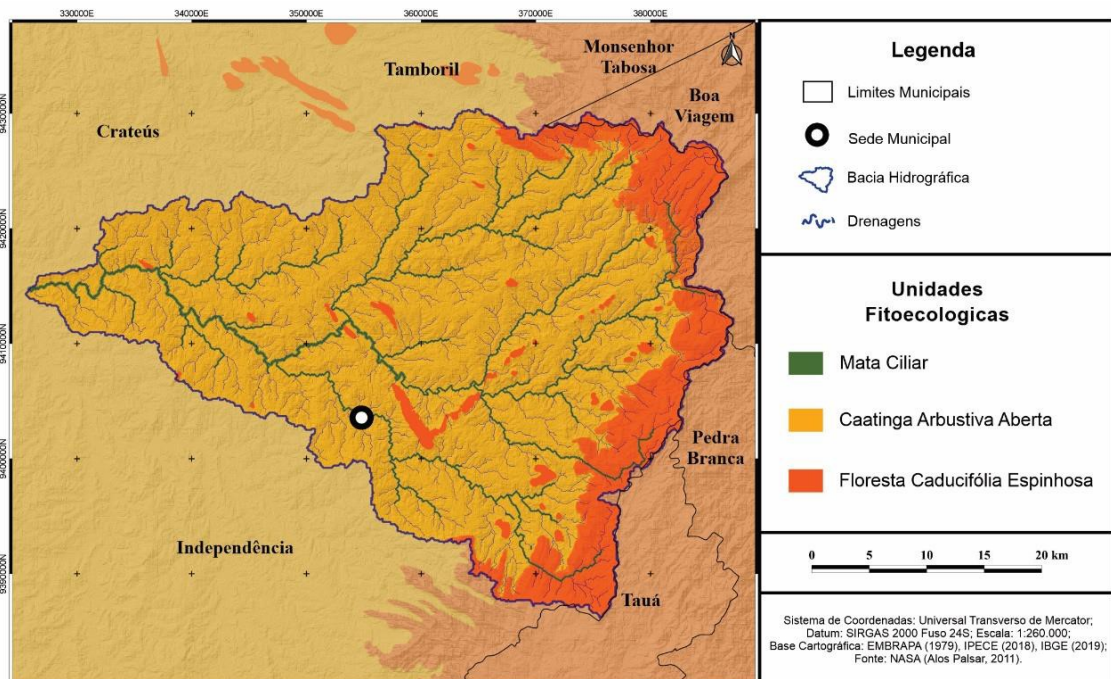 330000E 340000E 350000E 360000E 370000E 380000E
9430000N
9420000N
9410000N
9400000N
9390000N
Monsenhor
Tabosa
N
Tamboril
Boa
Viagem
Crateús
Pedra
Branca
Independência
Tauá
Legenda
Limites Municipais
Sede Municipal
Bacia Hidrográfica
Drenagens
Unidades
Fitoecologicas
Mata Ciliar
Caatinga Arbustiva Aberta
Floresta Caducifólia Espinhosa
0 5 10 15 20 km
Sistema de Coordenadas: Universal Transverso de Mercator;
Datum: SIRGAS 2000 Fuso 24S; Escala: 1:260.000;
Base Cartográfica: EMBRAPA (1979), IPECE (2018), IBGE (2019);
Fonte: NASA (Alos Palsar, 2011).